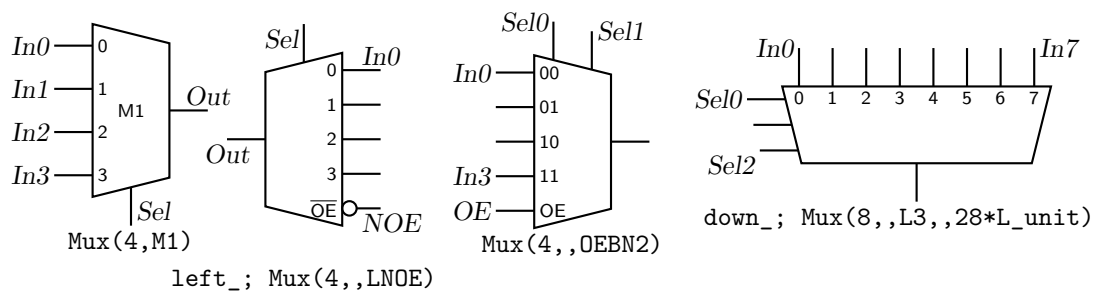 In0 0
In1 1
M1
Out
In2 2
In3 3
Sel
Mux(4,M1)
Sel
0 In0
1
2
Out
3
OE
NOE
left_; Mux(4,,LNOE)
Sel0
Sel1
In0 00
01
10
In3 11
OE OE
Mux(4,,OEBN2)
In0 In7
Sel0 0 1 2 3 4 5 6 7
Sel2
down_; Mux(8,,L3,,28*L_unit)